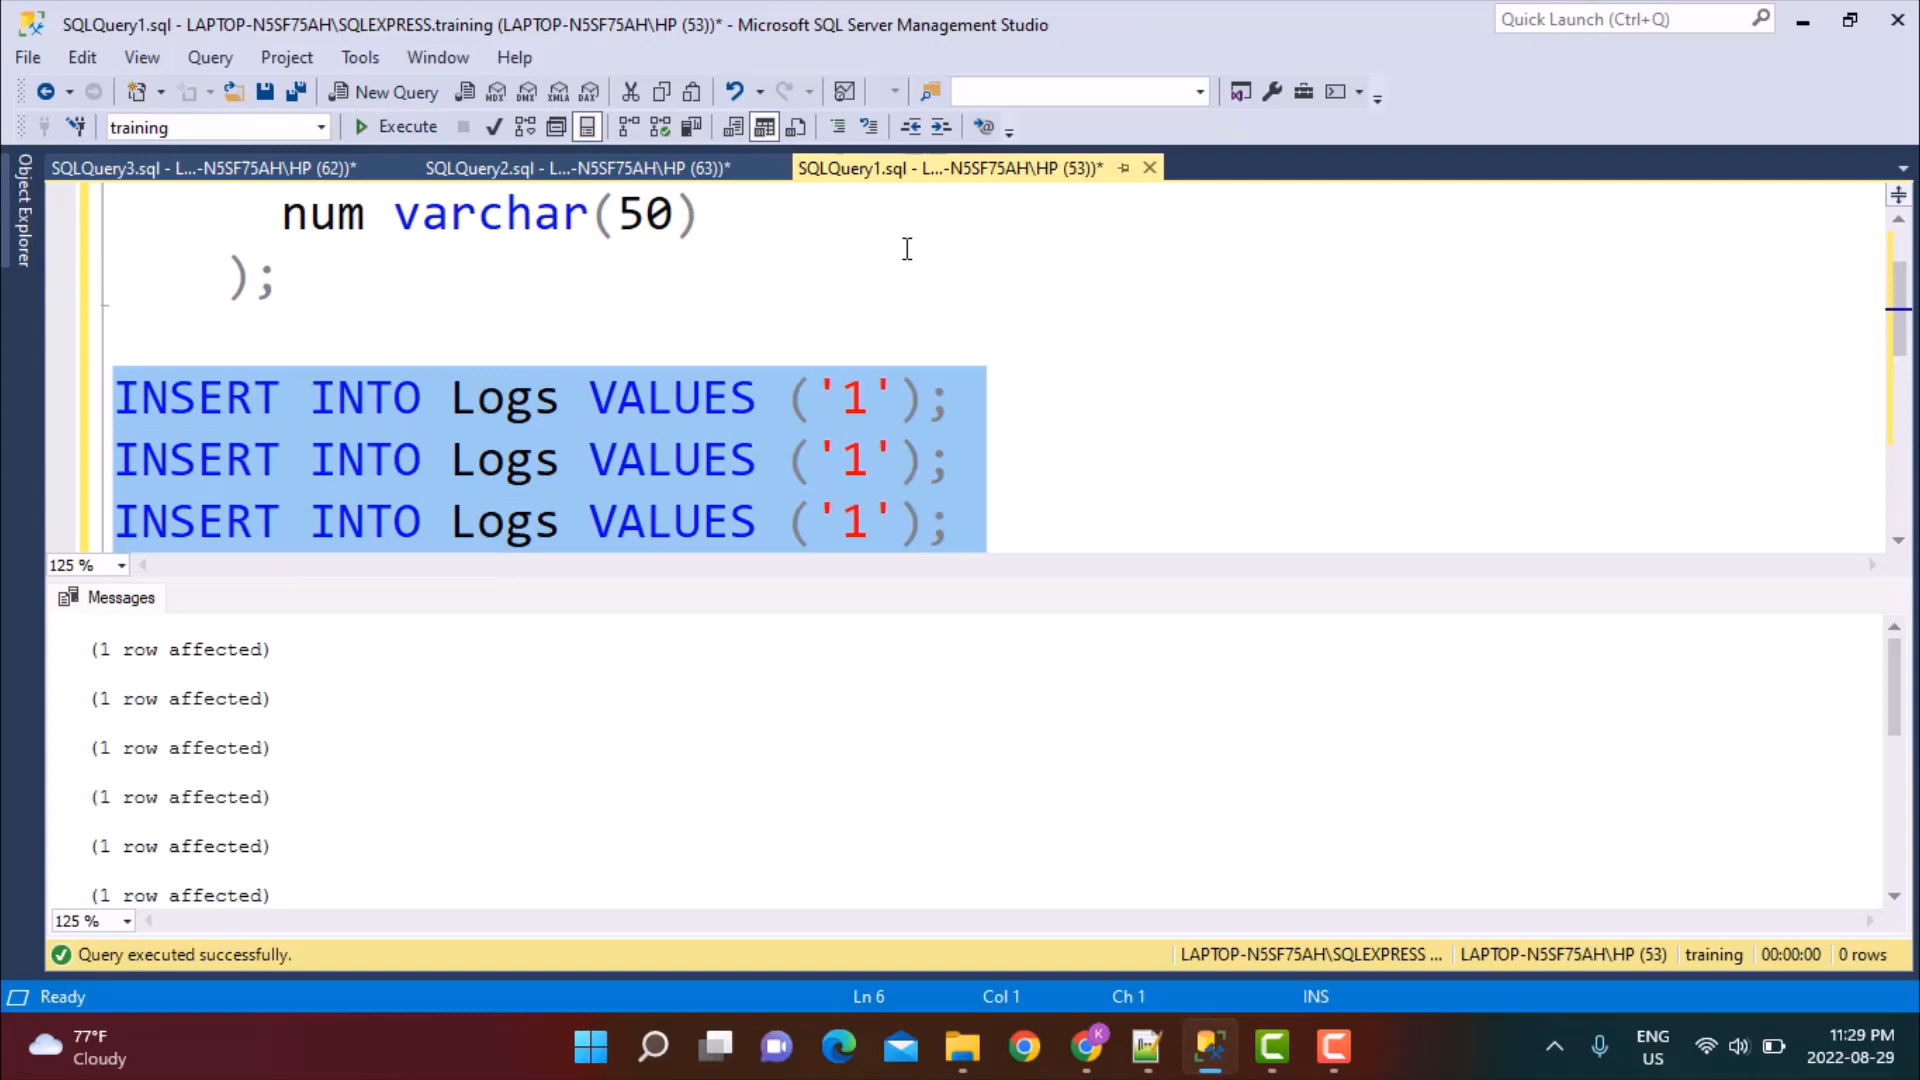 SQLQuery1.sql - LAPTOP-N5SF75AH\SQLEXPRESS.training (LAPTOP-N5SF75AH\HP (53))* - Microsoft SQL Server Management Studio
Quick Launch (Ctrl+Q)
File Edit View Query Project Tools Window Help
New Query MDX DMX XMLA DAX
training Execute
Object Explorer
SQLQuery3.sql - L...-N5SF75AH\HP (62))*
SQLQuery2.sql - L...-N5SF75AH\HP (63))*
SQLQuery1.sql - L...-N5SF75AH\HP (53))*
num varchar(50)
);
INSERT INTO Logs VALUES ('1');
INSERT INTO Logs VALUES ('1');
INSERT INTO Logs VALUES ('1');
125 %
Messages
(1 row affected)
(1 row affected)
(1 row affected)
(1 row affected)
(1 row affected)
(1 row affected)
125 %
Query executed successfully.
LAPTOP-N5SF75AH\SQLEXPRESS ... LAPTOP-N5SF75AH\HP (53) training 00:00:00 0 rows
Ready Ln 6 Col 1 Ch 1 INS
77°F
Cloudy
K
ENG
US
11:29 PM
2022-08-29